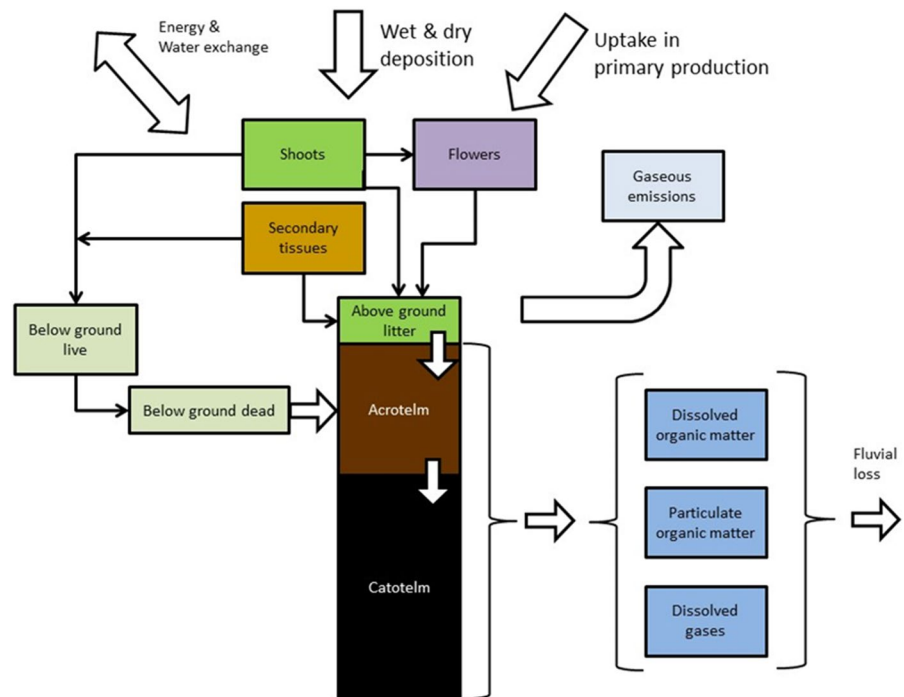 Energy &
Water exchange
Wet & dry
deposition
Uptake in
primary production
Shoots
Flowers
Gaseous
emissions
Secondary
tissues
Above ground
litter
Below ground
live
Below ground dead
Acrotelm
Dissolved
organic matter
Fluvial
loss
Particulate
organic matter
Catotelm
Dissolved
gases